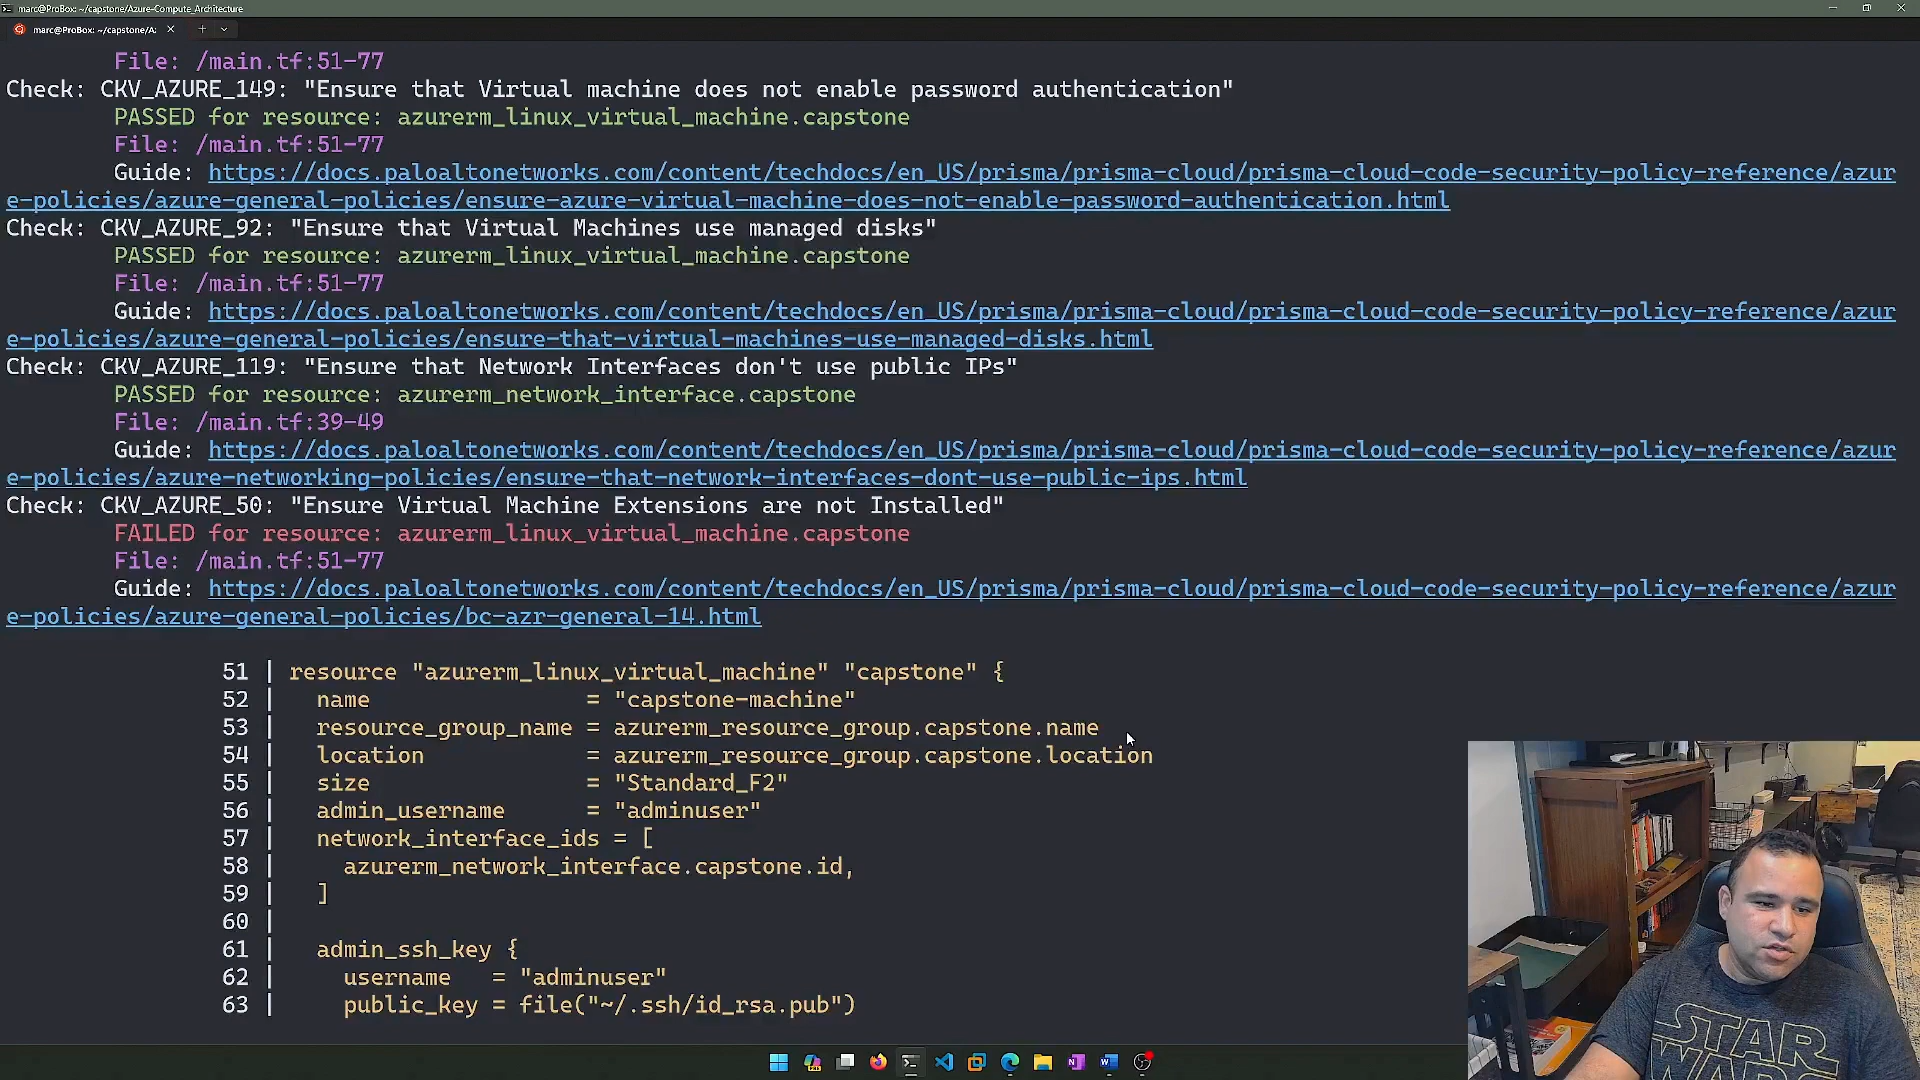 marc@ProBox: ~/capstone/Azure-Compute_Architecture
marc@ProBox: ~/capstone/A:
File: /main.tf:51-77
Check: CKV_AZURE_149: "Ensure that Virtual machine does not enable password authentication"
PASSED for resource: azurerm_linux_virtual_machine.capstone
File: /main.tf:51-77
Guide: https://docs.paloaltonetworks.com/content/techdocs/en_US/prisma/prisma-cloud/prisma-cloud-code-security-policy-reference/azur
e-policies/azure-general-policies/ensure-azure-virtual-machine-does-not-enable-password-authentication.html
Check: CKV_AZURE_92: "Ensure that Virtual Machines use managed disks"
PASSED for resource: azurerm_linux_virtual_machine.capstone
File: /main.tf:51-77
Guide: https://docs.paloaltonetworks.com/content/techdocs/en_US/prisma/prisma-cloud/prisma-cloud-code-security-policy-reference/azur
e-policies/azure-general-policies/ensure-that-virtual-machines-use-managed-disks.html
Check: CKV_AZURE_119: "Ensure that Network Interfaces don't use public IPs"
PASSED for resource: azurerm_network_interface.capstone
File: /main.tf:39-49
Guide: https://docs.paloaltonetworks.com/content/techdocs/en_US/prisma/prisma-cloud/prisma-cloud-code-security-policy-reference/azur
e-policies/azure-networking-policies/ensure-that-network-interfaces-dont-use-public-ips.html
Check: CKV_AZURE_50: "Ensure Virtual Machine Extensions are not Installed"
FAILED for resource: azurerm_linux_virtual_machine.capstone
File: /main.tf:51-77
Guide: https://docs.paloaltonetworks.com/content/techdocs/en_US/prisma/prisma-cloud/prisma-cloud-code-security-policy-reference/azur
e-policies/azure-general-policies/bc-azr-general-14.html
51 | resource "azurerm_linux_virtual_machine" "capstone" {
52 | name = "capstone-machine"
53 | resource_group_name = azurerm_resource_group.capstone.name
54 | location = azurerm_resource_group.capstone.location
55 | size = "Standard_F2"
56 | admin_username = "adminuser"
57 | network_interface_ids = [
58 | azurerm_network_interface.capstone.id,
59 | ]
60 |
61 | admin_ssh_key {
62 | username = "adminuser"
63 | public_key = file("~/.ssh/id_rsa.pub")
STAR
WARS